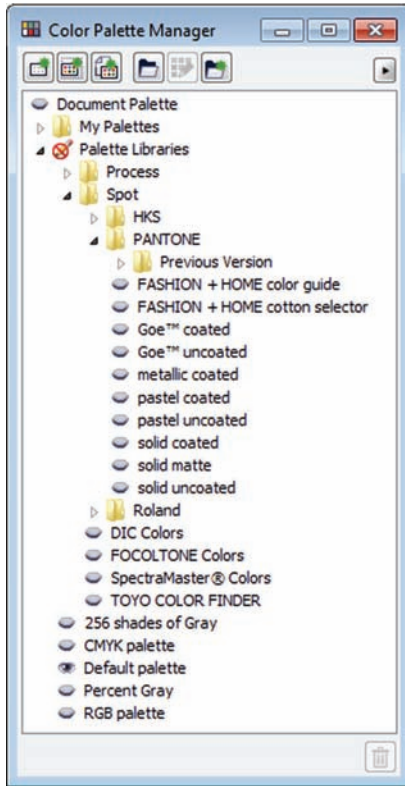 Color Palette Manager
Document Palette
My Palettes
Palette Libraries
Process
Spot
HKS
PANTONE
Previous Version
FASHION + HOME color guide
FASHION + HOME cotton selector
Goe™ coated
Goe™ uncoated
metallic coated
pastel coated
pastel uncoated
solid coated
solid matte
solid uncoated
Roland
DIC Colors
FOCOLTONE Colors
SpectraMaster® Colors
TOYO COLOR FINDER
256 shades of Gray
CMYK palette
Default palette
Percent Gray
RGB palette